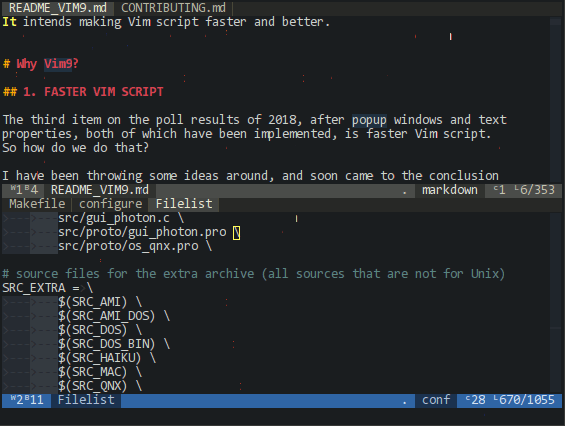 README_VIM9.md CONTRIBUTING.md
It intends making Vim script faster and better.
# Why Vim9?
## 1. FASTER VIM SCRIPT
The third item on the poll results of 2018, after popup windows and text
properties, both of which have been implemented, is faster Vim script.
So how do we do that?
I have been throwing some ideas around, and soon came to the conclusion
W1B4 README_VIM9.md . markdown C1 L6/353
Makefile configure Filelist
src/gui_photon.c \
src/proto/gui_photon.pro \
src/proto/os_qnx.pro \
# source files for the extra archive (all sources that are not for Unix)
SRC_EXTRA = \
$(SRC_AMI) \
$(SRC_AMI_DOS) \
$(SRC_DOS) \
$(SRC_DOS_BIN) \
$(SRC_HAIKU) \
$(SRC_MAC) \
$(SRC_QNX) \
W2B11 Filelist . conf C28 L670/1055